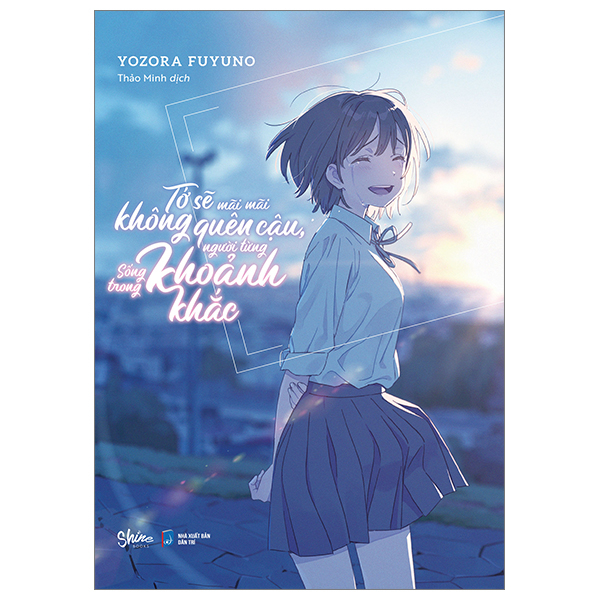 YOZORA FUYUNO
Thảo Minh dịch
Tớ sẽ mãi mãi
không quên cậu,
người từng
Sống trong khoảnh
khắc
Shine
BOOKS
NHÀ XUẤT BẢN
DÂN TRÍ